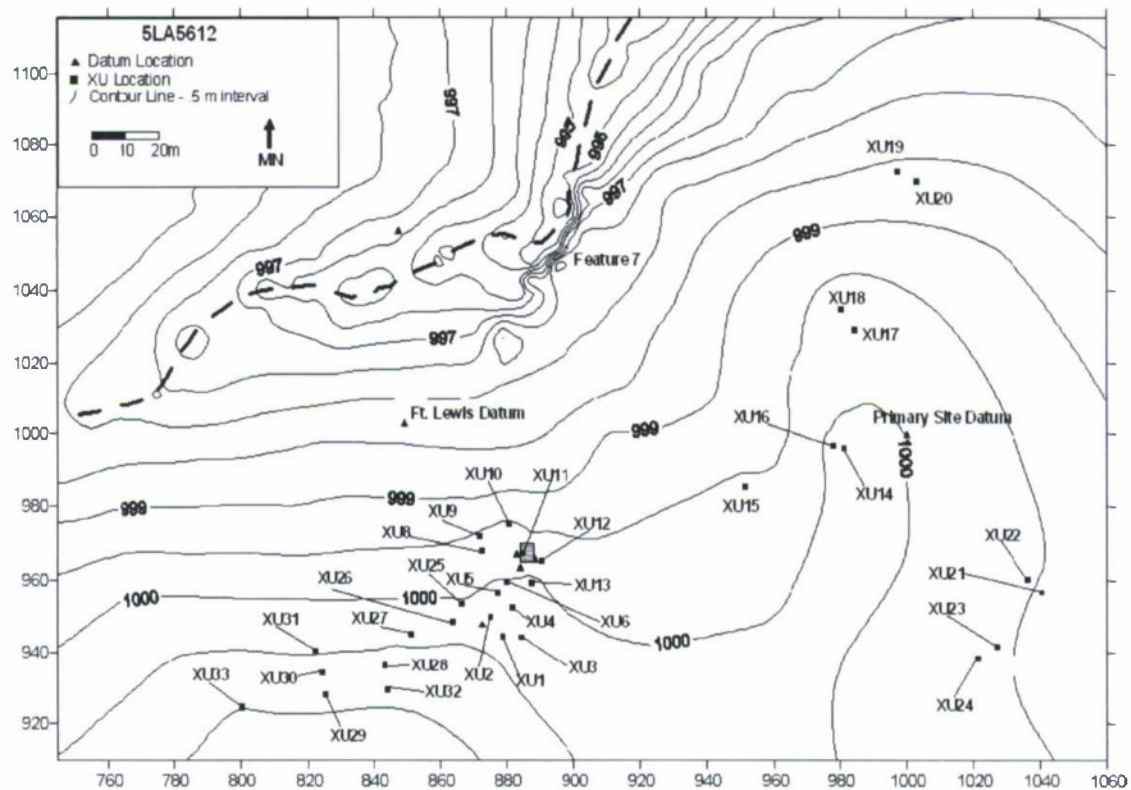 5LA5612
▲ Datum Location
■ XU Location
/ Contour Line - .5 m interval
0 10 20m
MN
1100
1080
1060
1040
1020
1000
980
960
940
920
760
780
800
820
840
860
880
900
920
940
960
980
1000
1020
1040
1060
997
995
996
997
XU19
XU20
999
997
Feature 7
XU18
XU17
997
Ft. Lewis Datum
999
XU16
Primary Site Datum
1000
XU14
XU15
XU10
XU11
999
XU9
XU12
XU8
XU22
XU25
XU21
XU26
XU5
XU13
1000
XU23
XU31
XU27
XU4
XU6
1000
XU33
XU30
XU28
XU2
XU1
XU3
XU32
XU24
XU29